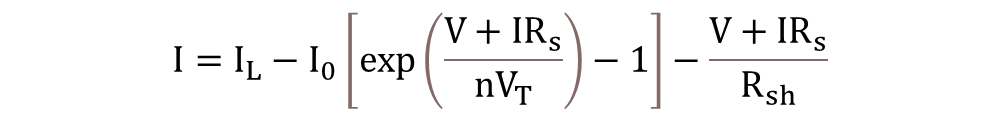 I = I_L − I_0 [exp((V + IR_s)/(nV_T)) − 1] − (V + IR_s)/R_sh